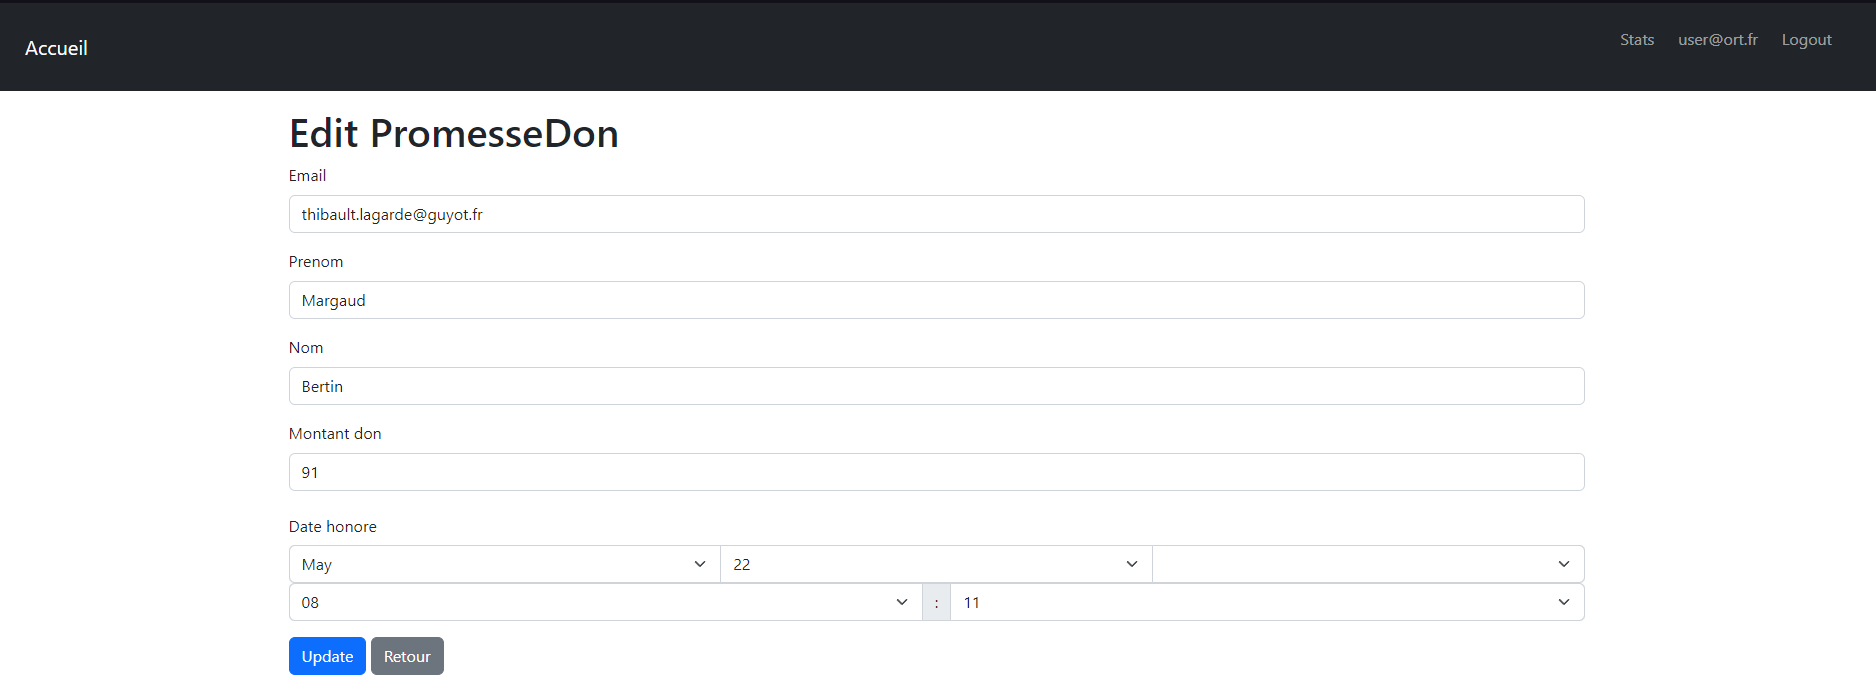 Accueil
Stats user@ort.fr Logout
Edit PromesseDon
Email
thibault.lagarde@guyot.fr
Prenom
Margaud
Nom
Bertin
Montant don
91
Date honore
May 22
08 : 11
Update Retour